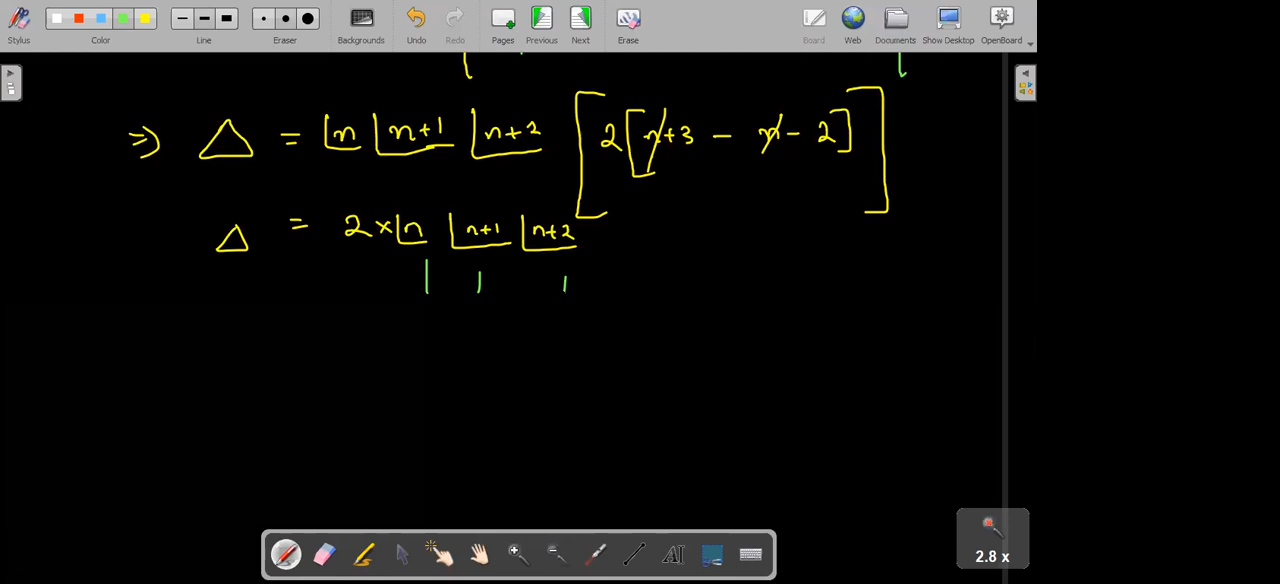 Stylus Color Line Eraser Backgrounds Undo Redo Pages Previous Next Erase Board Web Documents Show Desktop OpenBoard
⇒ Δ = ⌊n ⌊n+1 ⌊n+2 [2[n+3 - n - 2]]
Δ = 2×⌊n ⌊n+1 ⌊n+2
2.8 x